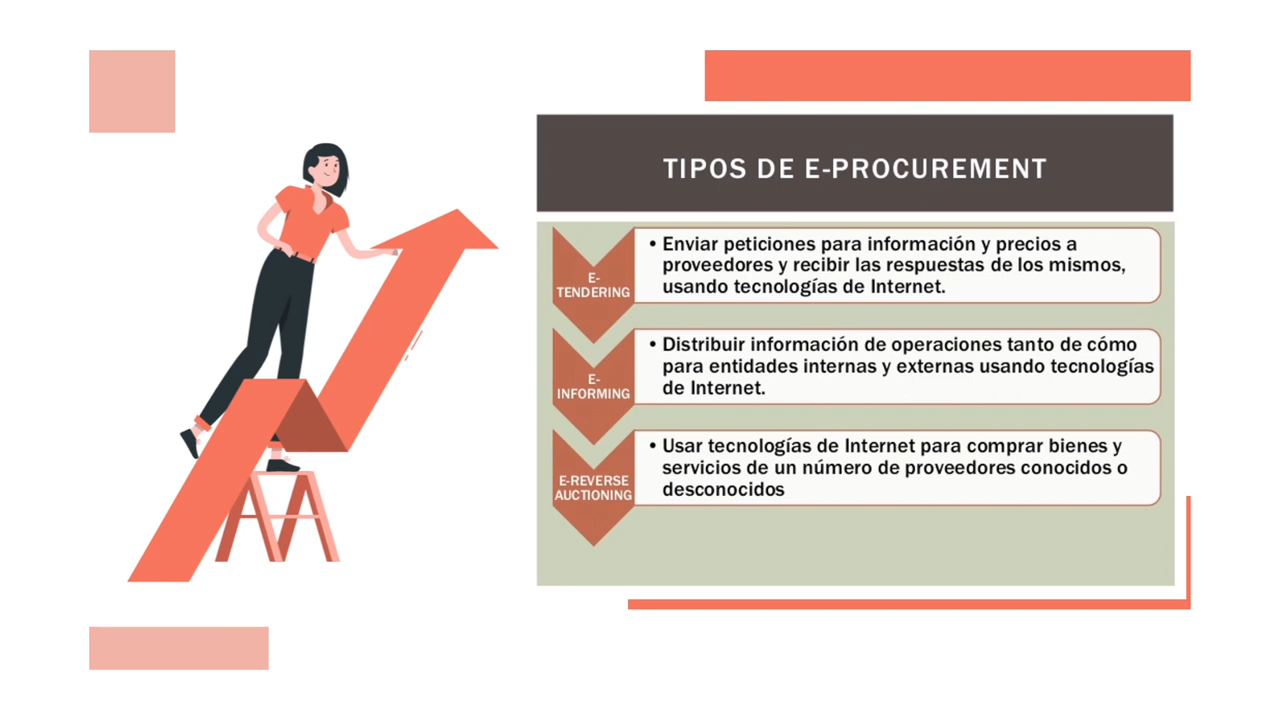 TIPOS DE E-PROCUREMENT
E-
TENDERING
• Enviar peticiones para información y precios a
proveedores y recibir las respuestas de los mismos,
usando tecnologías de Internet.
E-
INFORMING
• Distribuir información de operaciones tanto de cómo
para entidades internas y externas usando tecnologías
de Internet.
E-REVERSE
AUCTIONING
• Usar tecnologías de Internet para comprar bienes y
servicios de un número de proveedores conocidos o
desconocidos